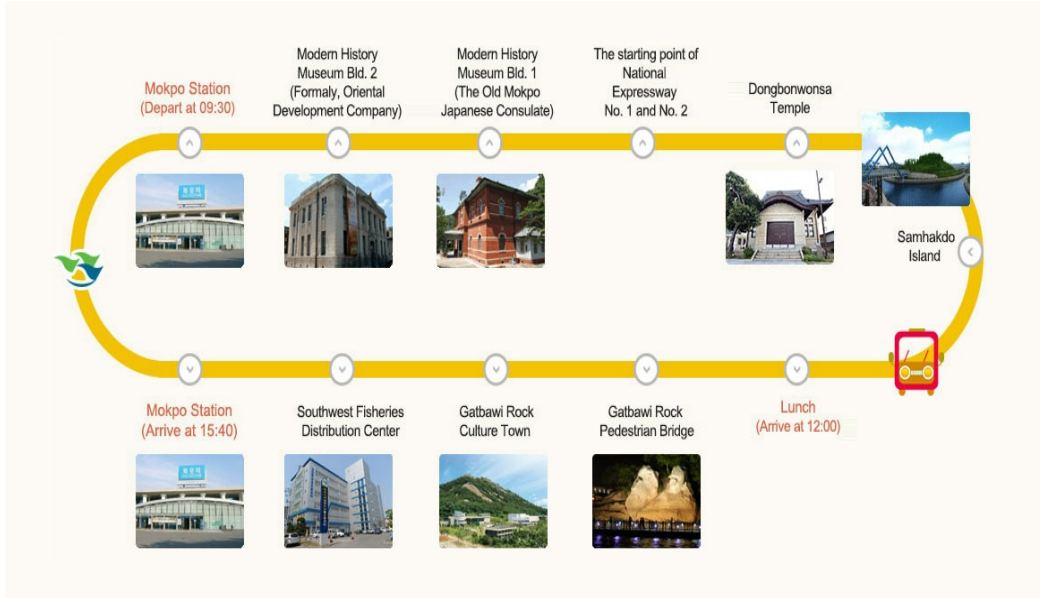 Mokpo Station
(Depart at 09:30)
Modern History
Museum Bld. 2
(Formaly, Oriental
Development Company)
Modern History
Museum Bld. 1
(The Old Mokpo
Japanese Consulate)
The starting point of
National
Expressway
No. 1 and No. 2
Dongbonwonsa
Temple
Samhakdo
Island
Mokpo Station
(Arrive at 15:40)
Southwest Fisheries
Distribution Center
Gatbawi Rock
Culture Town
Gatbawi Rock
Pedestrian Bridge
Lunch
(Arrive at 12:00)